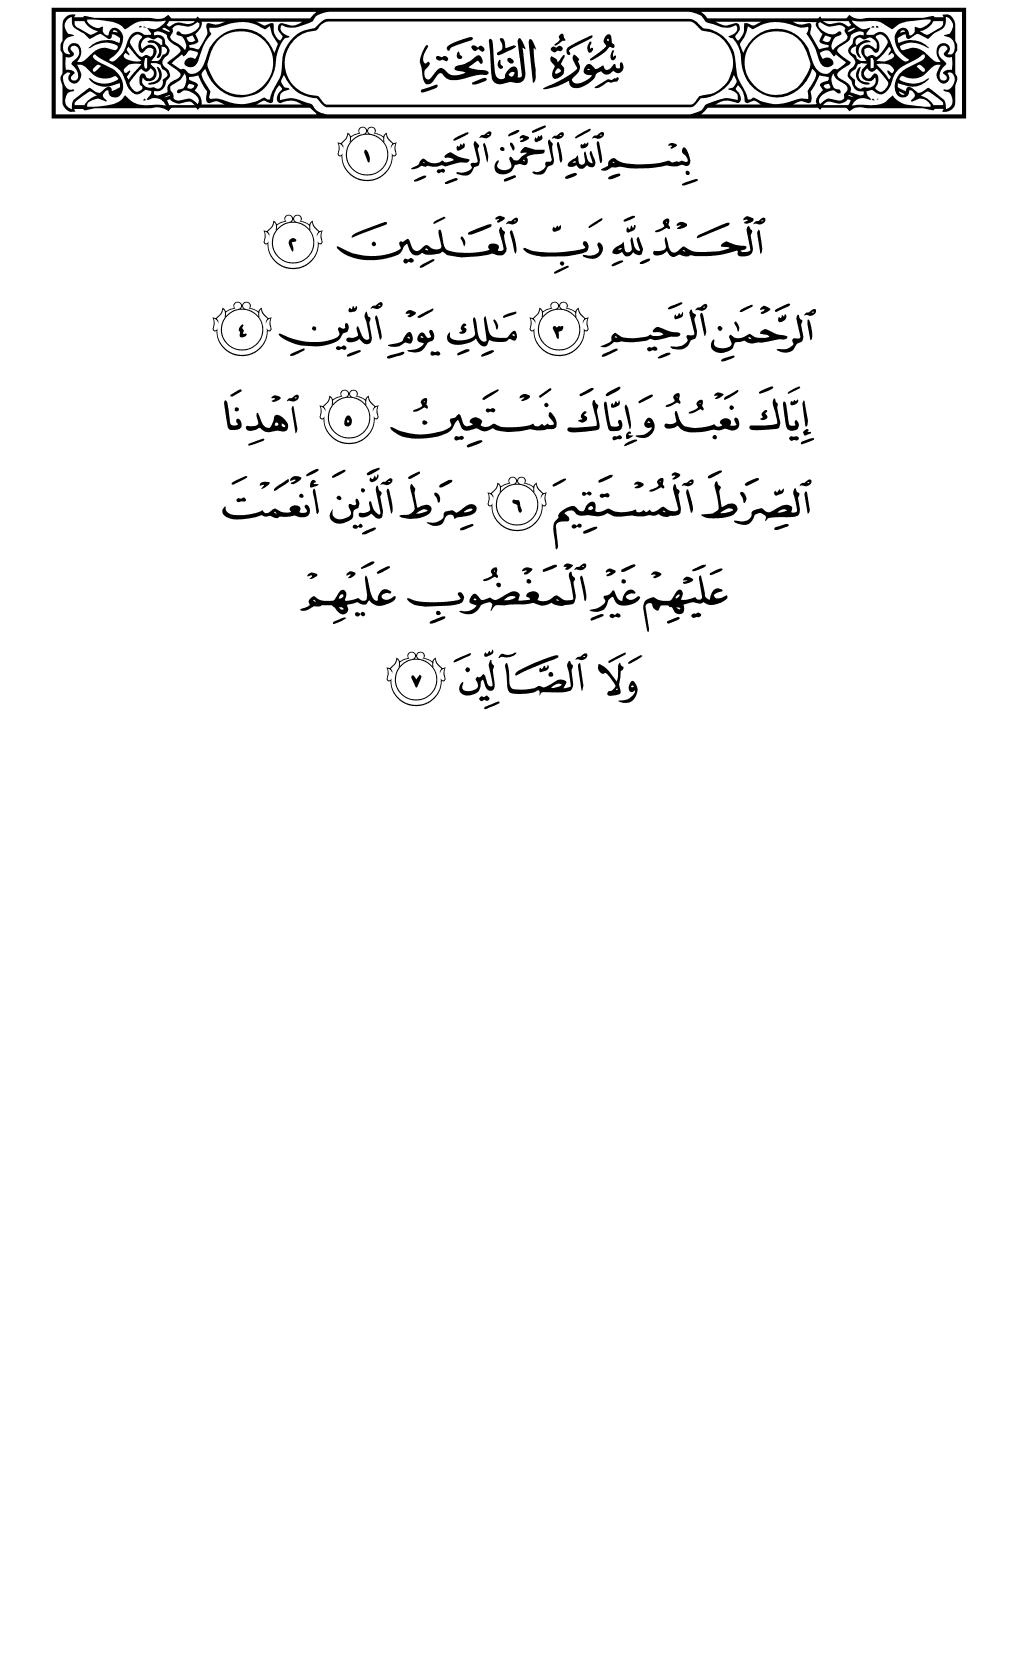 سُورَةُ الفَاتِحَةِ
بِسۡمِ ٱللَّهِ ٱلرَّحۡمَٰنِ ٱلرَّحِيمِ ١
ٱلۡحَمۡدُ لِلَّهِ رَبِّ ٱلۡعَٰلَمِينَ ٢
ٱلرَّحۡمَٰنِ ٱلرَّحِيمِ ٣ مَٰلِكِ يَوۡمِ ٱلدِّينِ ٤
إِيَّاكَ نَعۡبُدُ وَإِيَّاكَ نَسۡتَعِينُ ٥ ٱهۡدِنَا
ٱلصِّرَٰطَ ٱلۡمُسۡتَقِيمَ ٦ صِرَٰطَ ٱلَّذِينَ أَنۡعَمۡتَ
عَلَيۡهِمۡ غَيۡرِ ٱلۡمَغۡضُوبِ عَلَيۡهِمۡ
وَلَا ٱلضَّآلِّينَ ٧